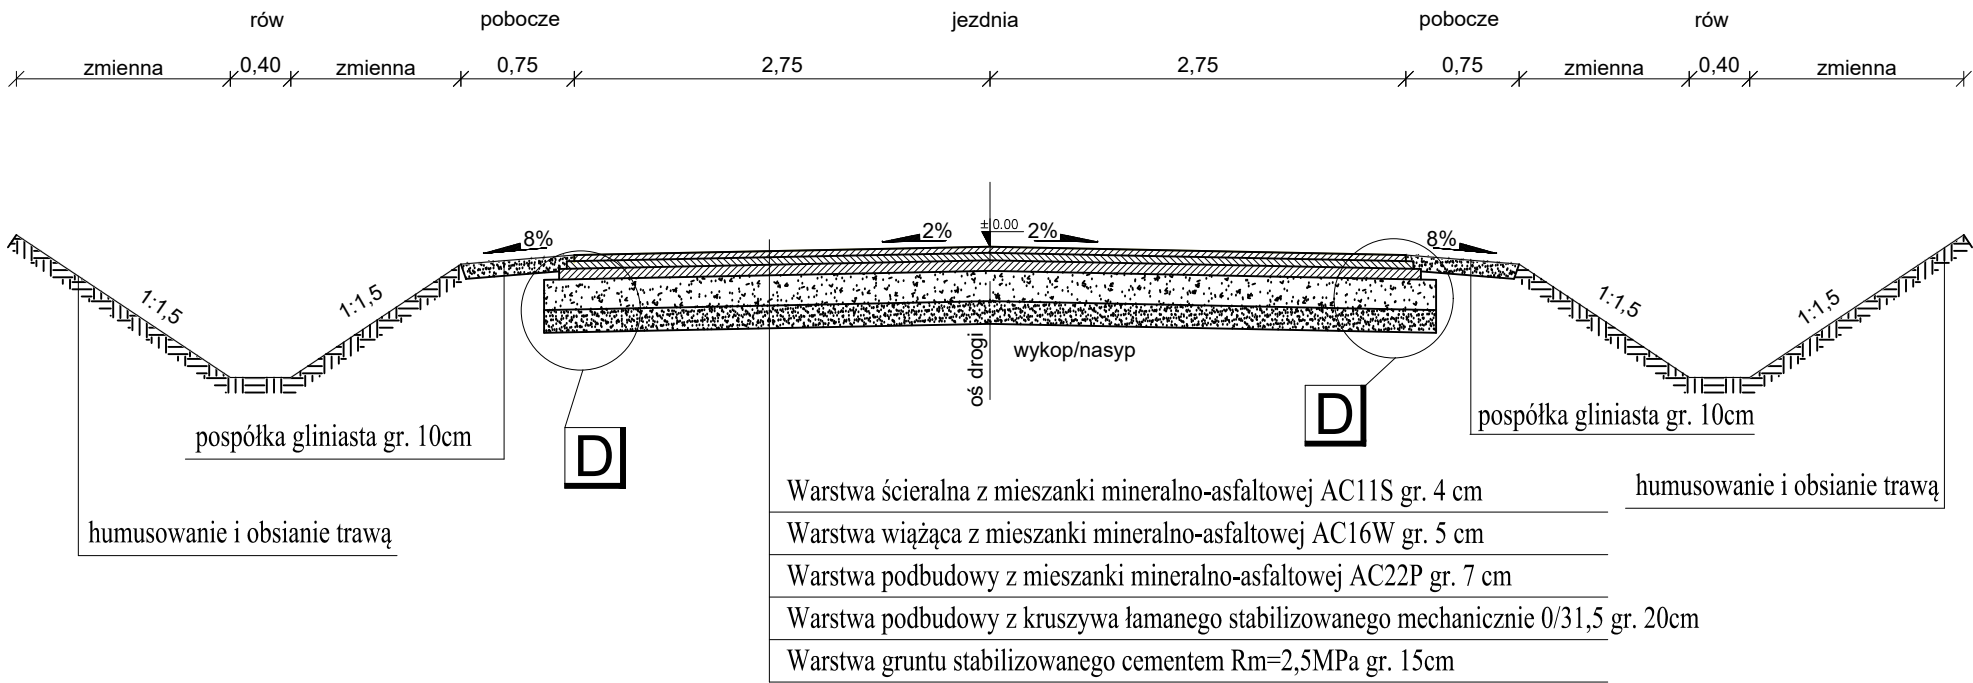 rów pobocze jezdnia pobocze rów
zmienna 0,40 zmienna 0,75 2,75 2,75 0,75 zmienna 0,40 zmienna
8% 2% ±0.00 2% 8%
1:1,5 1:1,5 1:1,5 1:1,5
oś drogi
wykop/nasyp
D D
pospółka gliniasta gr. 10cm
pospółka gliniasta gr. 10cm
humusowanie i obsianie trawą
humusowanie i obsianie trawą
Warstwa ścieralna z mieszanki mineralno-asfaltowej AC11S gr. 4 cm
Warstwa wiążąca z mieszanki mineralno-asfaltowej AC16W gr. 5 cm
Warstwa podbudowy z mieszanki mineralno-asfaltowej AC22P gr. 7 cm
Warstwa podbudowy z kruszywa łamanego stabilizowanego mechanicznie 0/31,5 gr. 20cm
Warstwa gruntu stabilizowanego cementem Rm=2,5MPa gr. 15cm